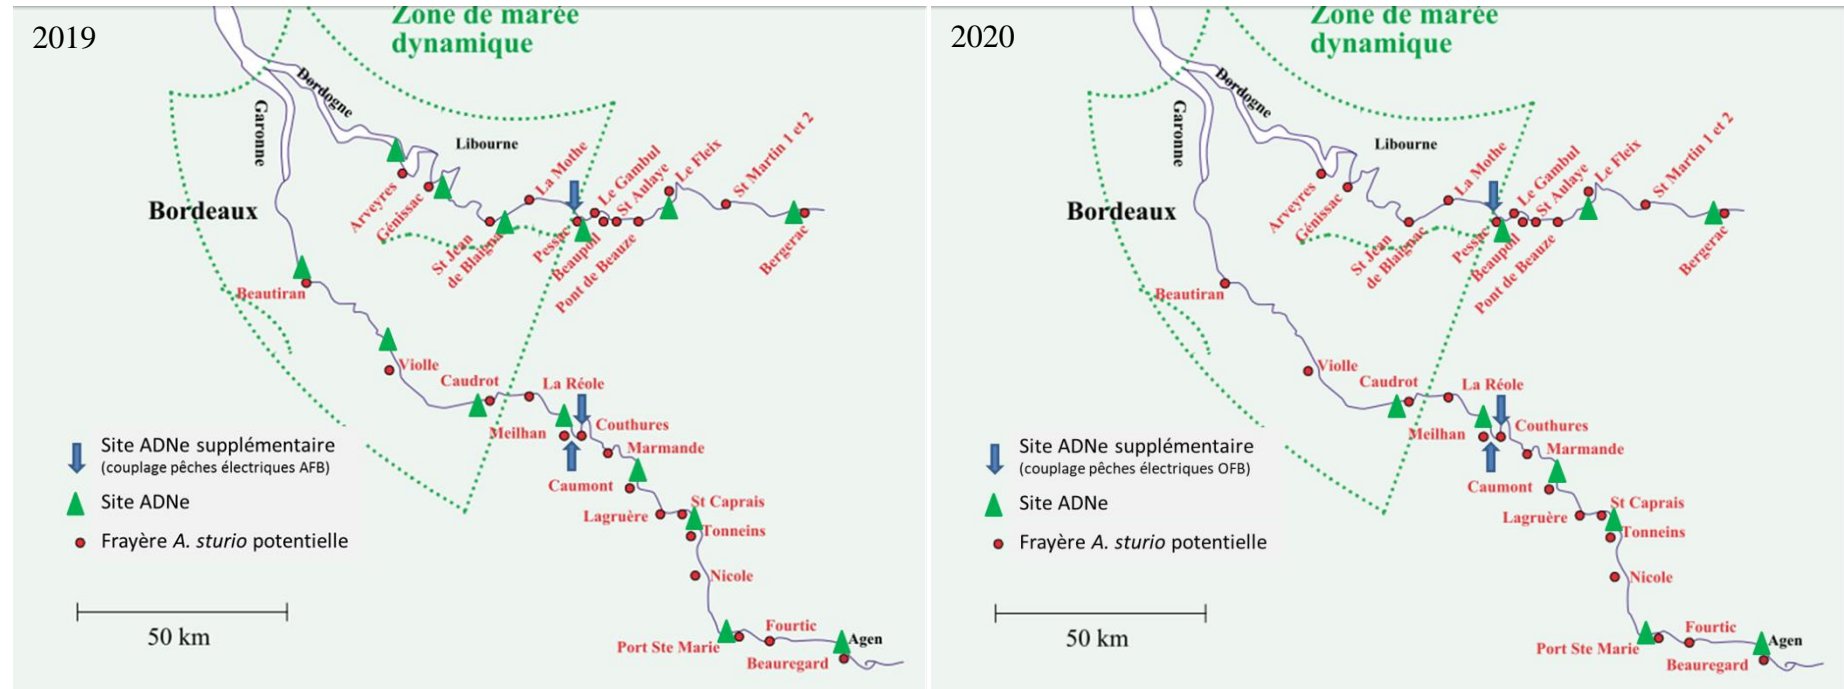 2019
Zone de marée
dynamique
Dordogne
Garonne
Libourne
Bordeaux
Arveyres
Génissac
St Jean
de Blaignac
La Mothe
Pessac
Le Gambul
Beaupoil
St Aulaye
Pont de Beauze
Le Fleix
St Martin 1 et 2
Bergerac
Beautiran
Violle
Caudrot
La Réole
Meilhan
Couthures
Marmande
Caumont
Lagruère
St Caprais
Tonneins
Nicole
Port Ste Marie
Fourtic
Agen
Beauregard
Site ADNe supplémentaire
(couplage pêches électriques AFB)
Site ADNe
Frayère A. sturio potentielle
50 km
2020
Zone de marée
dynamique
Dordogne
Garonne
Libourne
Bordeaux
Arveyres
Génissac
St Jean
de Blaignac
La Mothe
Pessac
Le Gambul
Beaupoil
St Aulaye
Pont de Beauze
Le Fleix
St Martin 1 et 2
Bergerac
Beautiran
Violle
Caudrot
La Réole
Meilhan
Couthures
Marmande
Caumont
Lagruère
St Caprais
Tonneins
Nicole
Port Ste Marie
Fourtic
Agen
Beauregard
Site ADNe supplémentaire
(couplage pêches électriques OFB)
Site ADNe
Frayère A. sturio potentielle
50 km